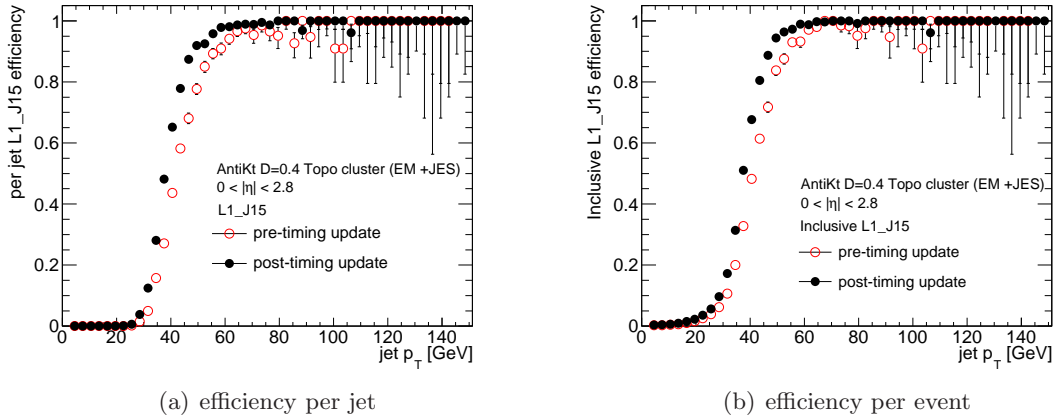 per jet L1_J15 efficiency
1
0.8
0.6
0.4
0.2
0
AntiKt D=0.4 Topo cluster (EM +JES)
0 < |η| < 2.8
L1_J15
pre-timing update
post-timing update
0 20 40 60 80 100 120 140
jet p_T [GeV]
(a) efficiency per jet
Inclusive L1_J15 efficiency
1
0.8
0.6
0.4
0.2
0
AntiKt D=0.4 Topo cluster (EM +JES)
0 < |η| < 2.8
Inclusive L1_J15
pre-timing update
post-timing update
0 20 40 60 80 100 120 140
jet p_T [GeV]
(b) efficiency per event